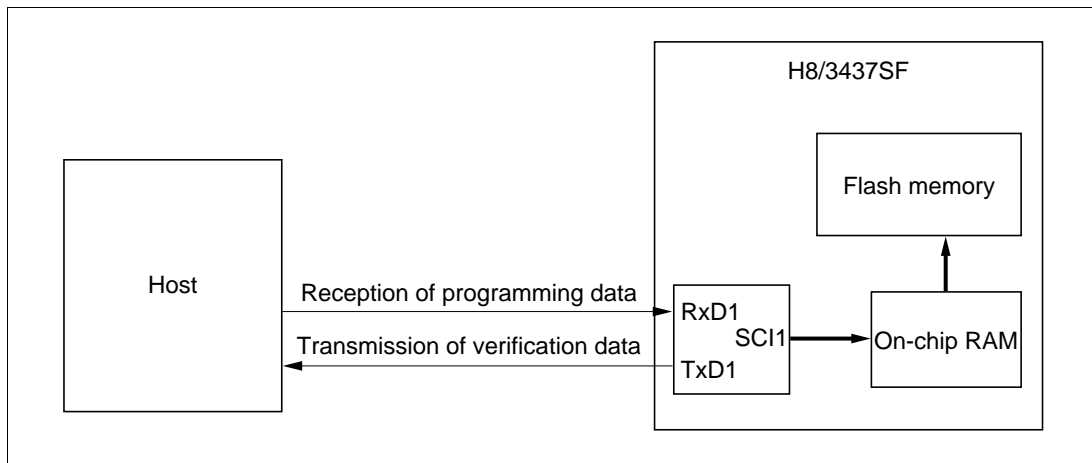 H8/3437SF
Flash memory
Host
Reception of programming data
RxD1
SCI1
On-chip RAM
Transmission of verification data
TxD1